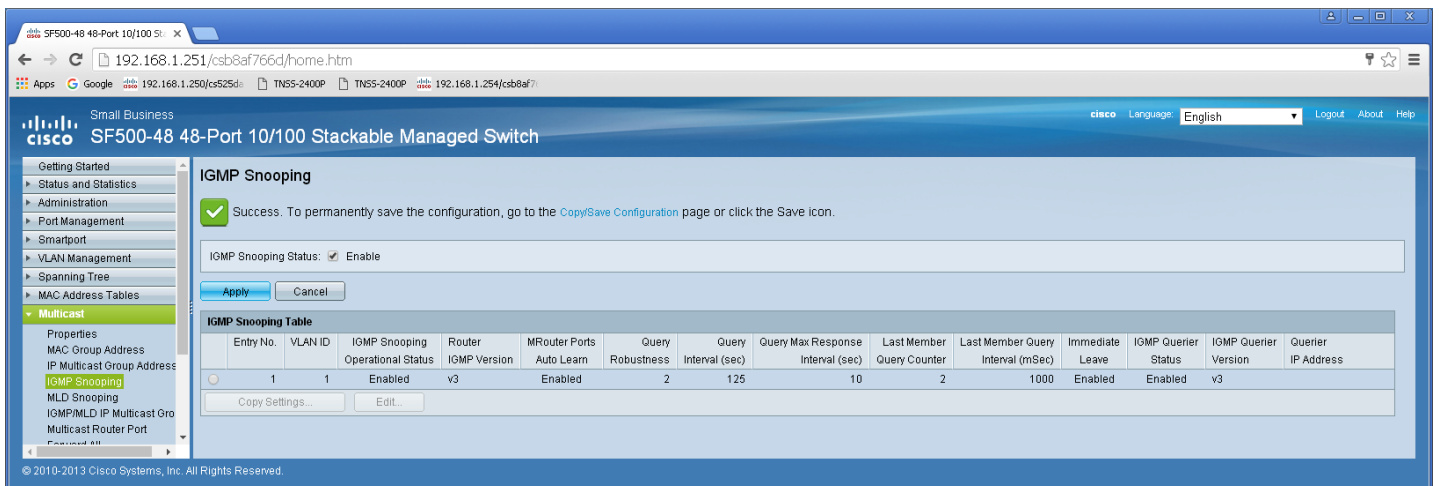 SF500-48 48-Port 10/100 Sta
192.168.1.251/csb8af766d/home.htm
Apps Google 192.168.1.250/cs525da TNS5-2400P TNS5-2400P 192.168.1.254/csb8af7
Small Business
cisco Language: English Logout About Help
CISCO SF500-48 48-Port 10/100 Stackable Managed Switch
Getting Started
Status and Statistics
Administration
Port Management
Smartport
VLAN Management
Spanning Tree
MAC Address Tables
Multicast
Properties
MAC Group Address
IP Multicast Group Address
IGMP Snooping
MLD Snooping
IGMP/MLD IP Multicast Gro
Multicast Router Port
Forward All
IGMP Snooping
Success. To permanently save the configuration, go to the Copy/Save Configuration page or click the Save icon.
IGMP Snooping Status: Enable
Apply Cancel
IGMP Snooping Table
Entry No. VLAN ID IGMP Snooping Router MRouter Ports Query Query Query Max Response Last Member Last Member Query Immediate IGMP Querier IGMP Querier Querier
Operational Status IGMP Version Auto Learn Robustness Interval (sec) Interval (sec) Query Counter Interval (mSec) Leave Status Version IP Address
1 1 Enabled v3 Enabled 2 125 10 2 1000 Enabled Enabled v3
Copy Settings... Edit...
© 2010-2013 Cisco Systems, Inc. All Rights Reserved.